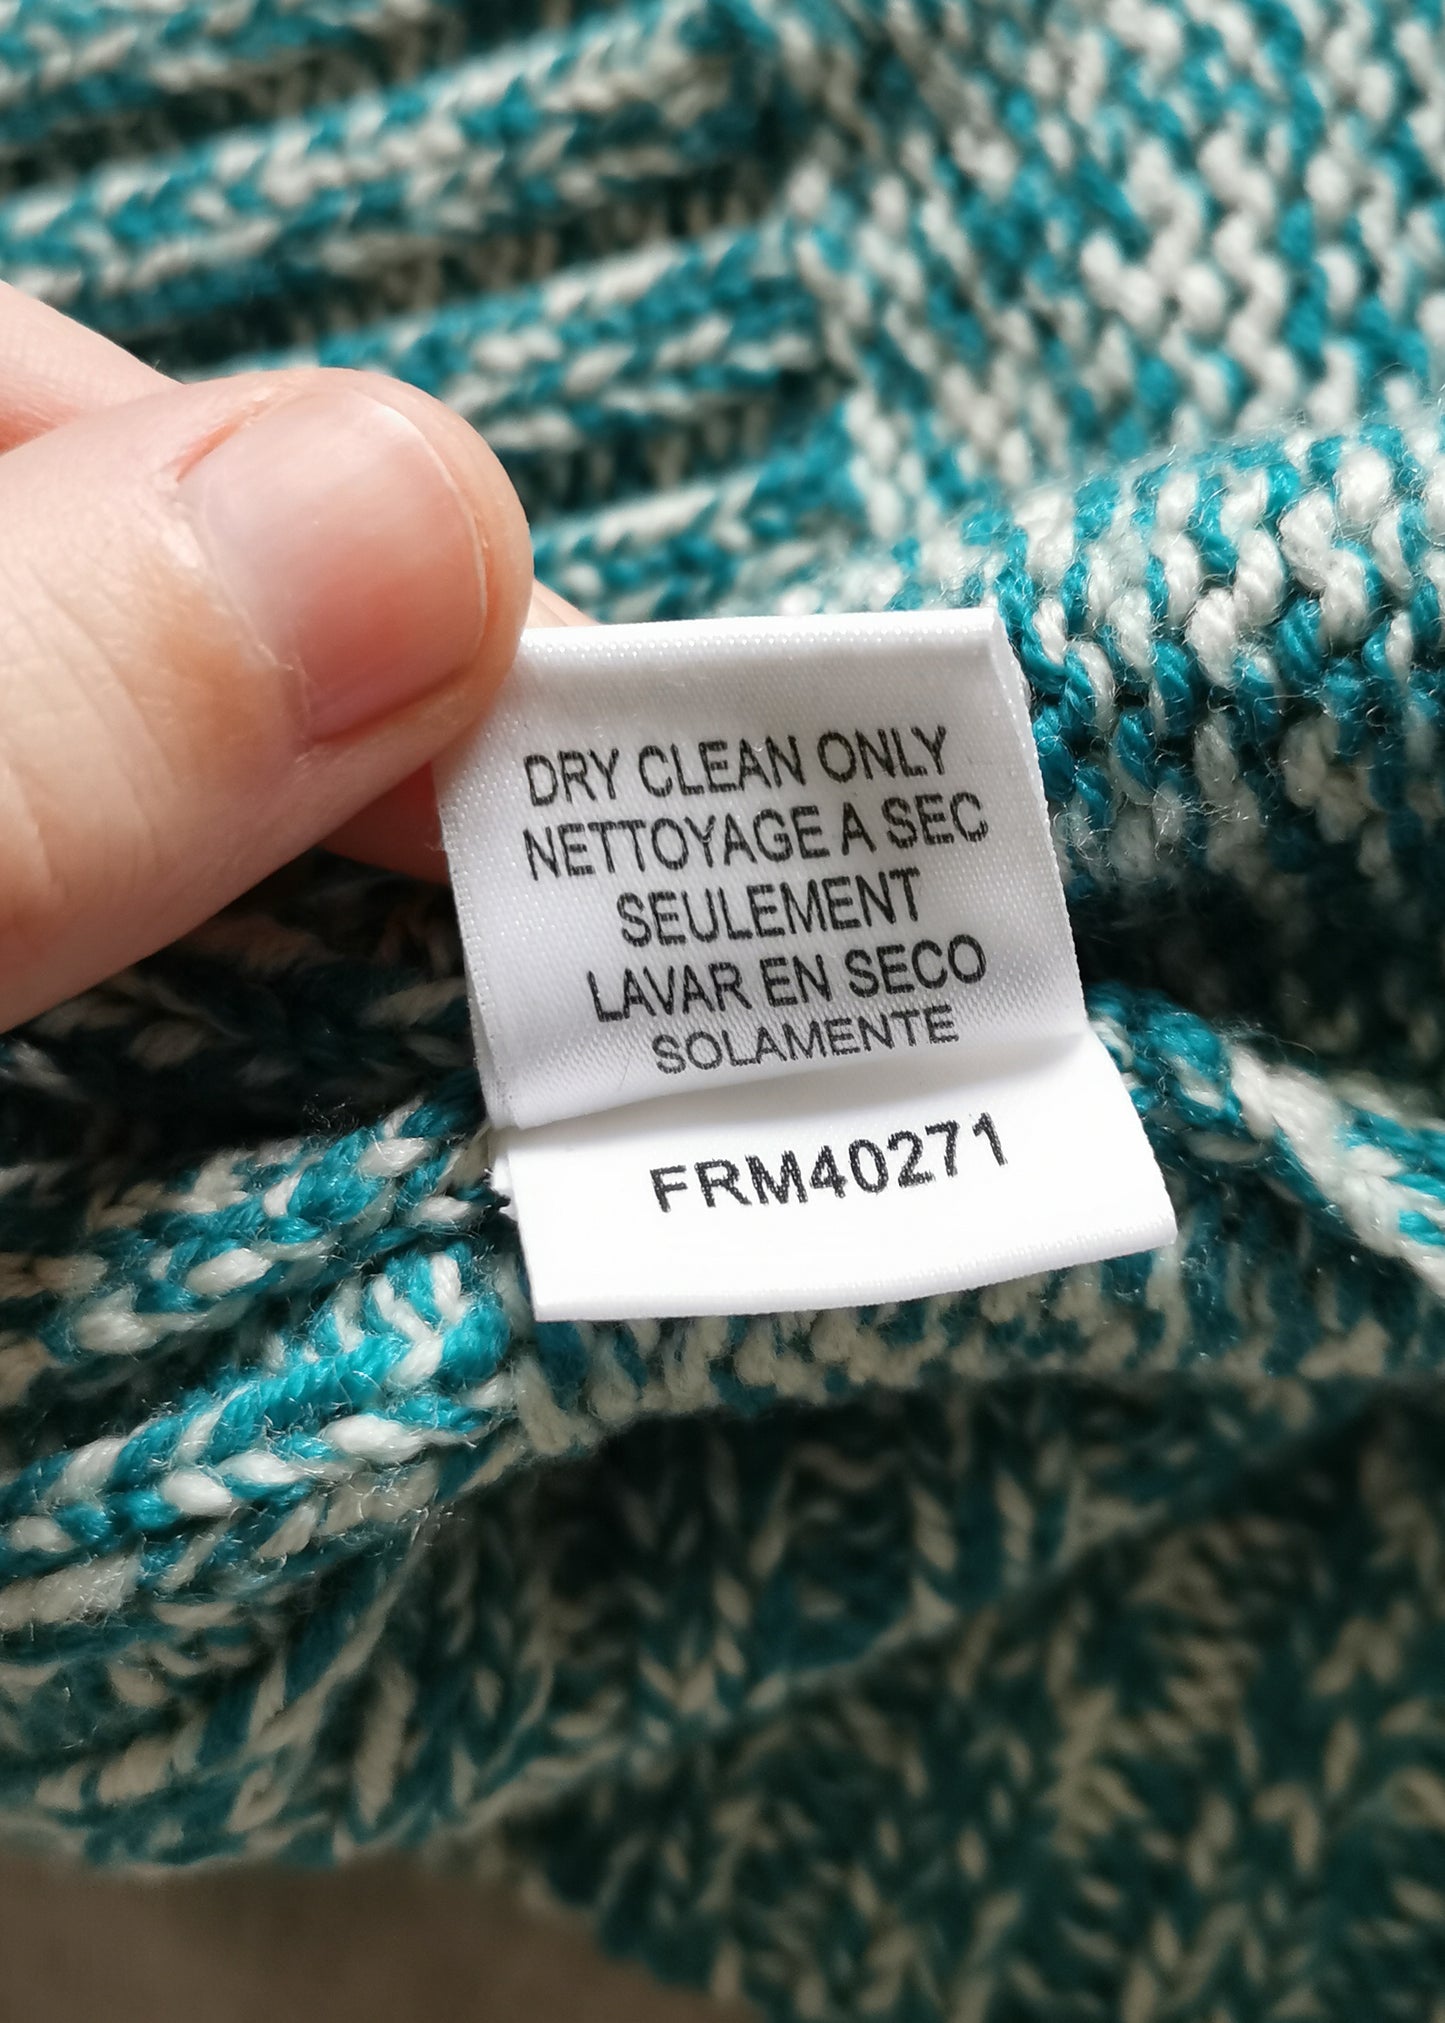 DRY CLEAN ONLY
NETTOYAGE A SEC
SEULEMENT
LAVAR EN SECO
SOLAMENTE
FRM40271